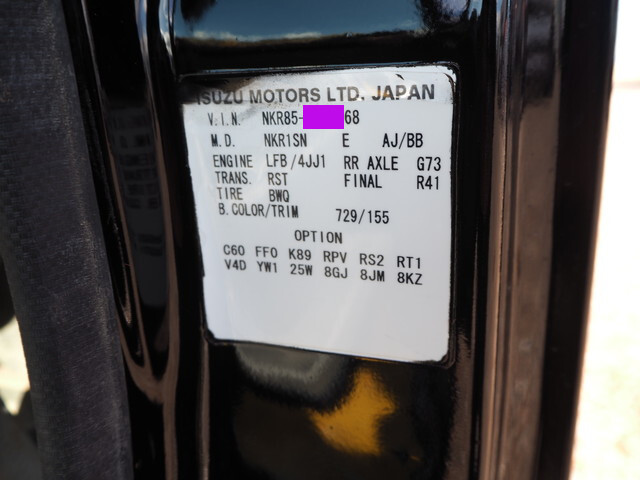 ISUZU MOTORS LTD. JAPAN
V.I.N. NKR85- 68
M.D. NKR1SN E AJ/BB
ENGINE LFB/4JJ1 RR AXLE G73
TRANS. RST FINAL R41
TIRE BWQ
B.COLOR/TRIM 729/155
OPTION
C60 FF0 K89 RPV RS2 RT1
V4D YW1 25W 8GJ 8JM 8KZ